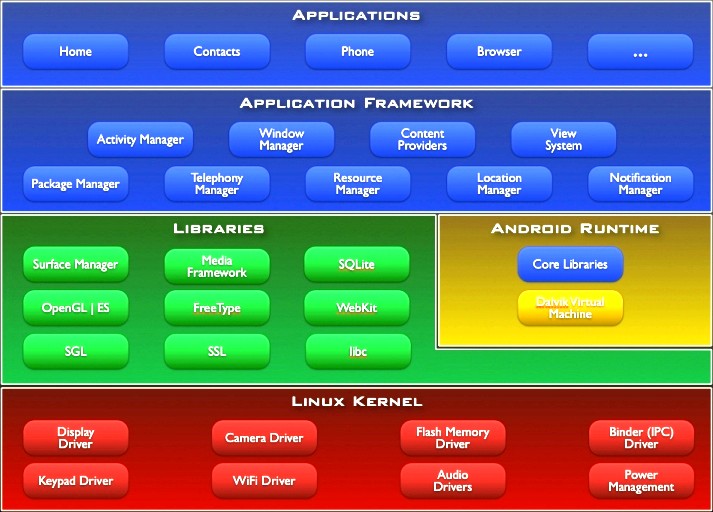 APPLICATIONS
Home
Contacts
Phone
Browser
...
APPLICATION FRAMEWORK
Activity Manager
Window
Manager
Content
Providers
View
System
Package Manager
Telephony
Manager
Resource
Manager
Location
Manager
Notification
Manager
LIBRARIES
Surface Manager
Media
Framework
SQLite
OpenGL | ES
FreeType
WebKit
SGL
SSL
libc
ANDROID RUNTIME
Core Libraries
Dalvik Virtual
Machine
LINUX KERNEL
Display
Driver
Camera Driver
Flash Memory
Driver
Binder (IPC)
Driver
Keypad Driver
WiFi Driver
Audio
Drivers
Power
Management